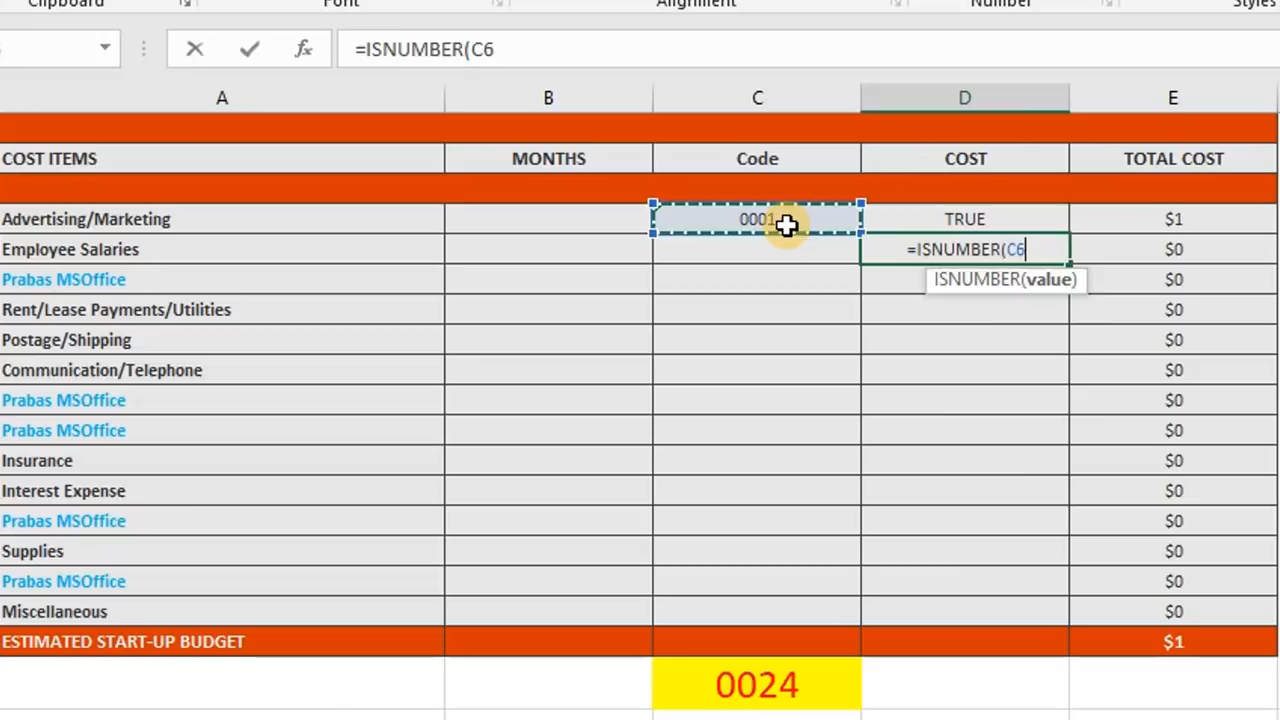 Clipboard Font Alignment Number Styles
=ISNUMBER(C6
A B C D E
COST ITEMS MONTHS Code COST TOTAL COST
Advertising/Marketing 0001 TRUE $1
Employee Salaries =ISNUMBER(C6 $0
Prabas MSOffice ISNUMBER(value) $0
Rent/Lease Payments/Utilities $0
Postage/Shipping $0
Communication/Telephone $0
Prabas MSOffice $0
Prabas MSOffice $0
Insurance $0
Interest Expense $0
Prabas MSOffice $0
Supplies $0
Prabas MSOffice $0
Miscellaneous $0
ESTIMATED START-UP BUDGET $1
0024